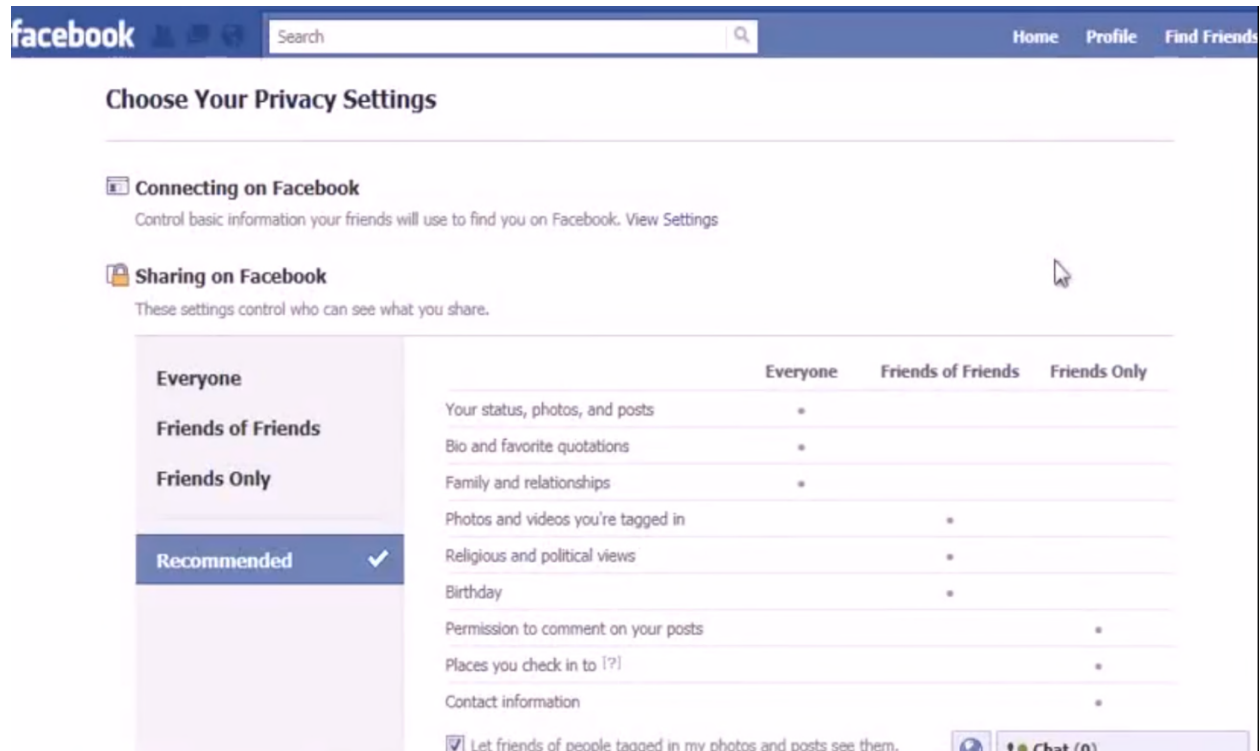 facebook
Search
Home Profile Find Friends
Choose Your Privacy Settings
Connecting on Facebook
Control basic information your friends will use to find you on Facebook. View Settings
Sharing on Facebook
These settings control who can see what you share.
Everyone
Friends of Friends
Friends Only
Recommended
Everyone Friends of Friends Friends Only
Your status, photos, and posts
Bio and favorite quotations
Family and relationships
Photos and videos you're tagged in
Religious and political views
Birthday
Permission to comment on your posts
Places you check in to [?]
Contact information
Let friends of people tagged in my photos and posts see them.
Chat (0)